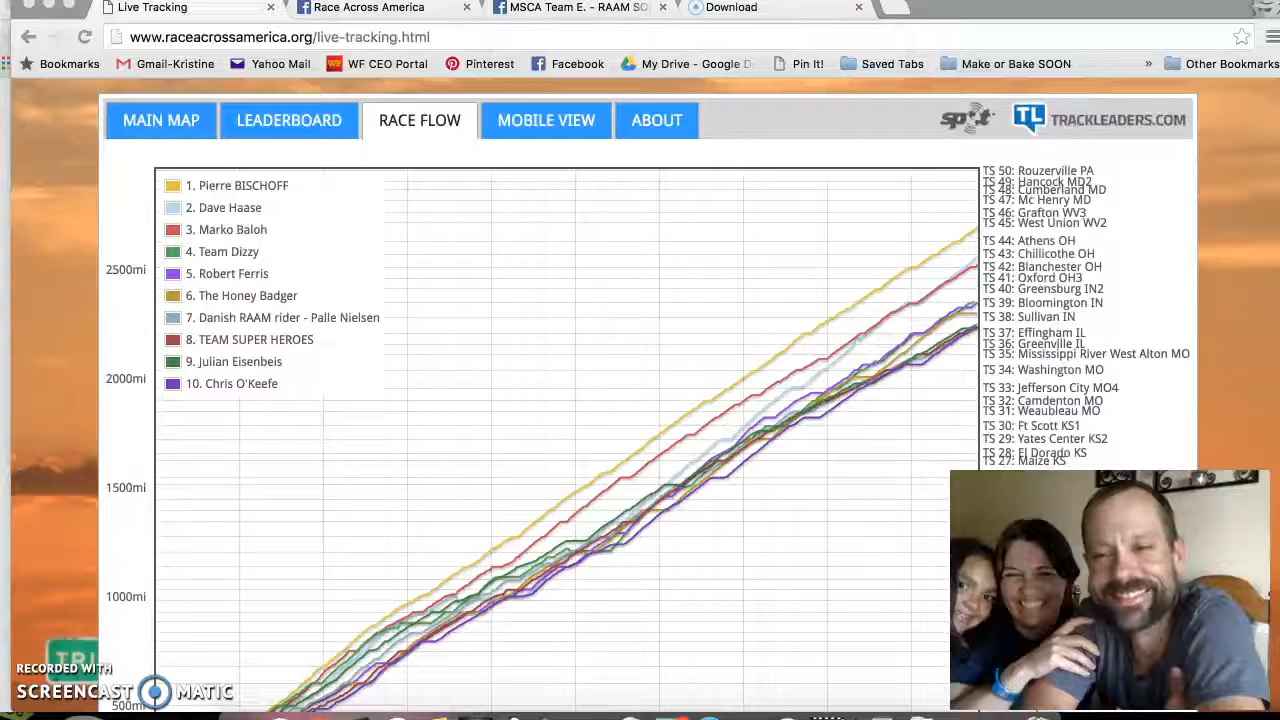 Live Tracking × Race Across America × MSCA Team E. - RAAM SO × Download ×
www.raceacrossamerica.org/live-tracking.html
Bookmarks Gmail-Kristine Yahoo Mail WF CEO Portal Pinterest Facebook My Drive - Google D Pin It! Saved Tabs Make or Bake SOON » Other Bookmarks
MAIN MAP LEADERBOARD RACE FLOW MOBILE VIEW ABOUT spot TL TRACKLEADERS.COM
1. Pierre BISCHOFF
2. Dave Haase
3. Marko Baloh
4. Team Dizzy
5. Robert Ferris
6. The Honey Badger
7. Danish RAAM rider - Palle Nielsen
8. TEAM SUPER HEROES
9. Julian Eisenbeis
10. Chris O'Keefe
2500mi
2000mi
1500mi
1000mi
500mi
TS 50: Rouzerville PA
TS 49: Hancock MD2
TS 48: Cumberland MD
TS 47: Mc Henry MD
TS 46: Grafton WV3
TS 45: West Union WV2
TS 44: Athens OH
TS 43: Chillicothe OH
TS 42: Blanchester OH
TS 41: Oxford OH3
TS 40: Greensburg IN2
TS 39: Bloomington IN
TS 38: Sullivan IN
TS 37: Effingham IL
TS 36: Greenville IL
TS 35: Mississippi River West Alton MO
TS 34: Washington MO
TS 33: Jefferson City MO4
TS 32: Camdenton MO
TS 31: Weaubleau MO
TS 30: Ft Scott KS1
TS 29: Yates Center KS2
TS 28: El Dorado KS
TS 27: Maize KS
RECORDED WITH
SCREENCAST MATIC